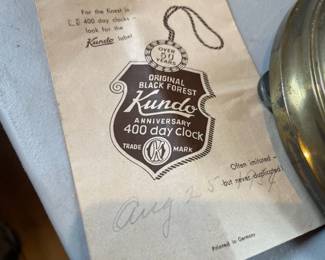 For the finest in
400 day clocks -
look for the
Kundo label
OVER
50
YEARS
ORIGINAL
BLACK FOREST
Kundo
ANNIVERSARY
400 day clock
TRADE MARK
Often imitated -
but never duplicated!
Aug 25
Printed in Germany